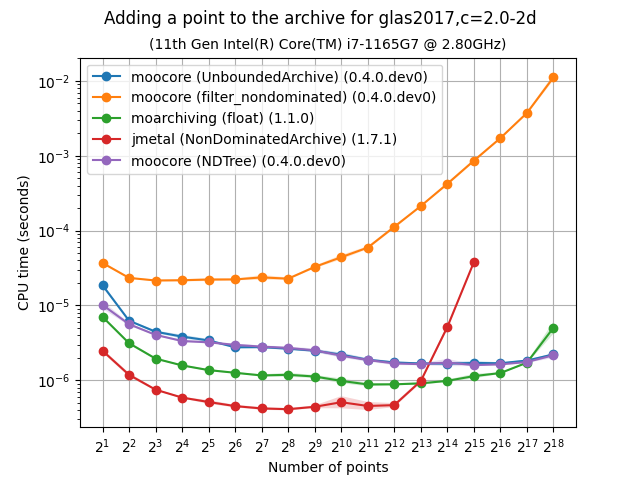 Adding a point to the archive for glas2017,c=2.0-2d
(11th Gen Intel(R) Core(TM) i7-1165G7 @ 2.80GHz)
moocore (UnboundedArchive) (0.4.0.dev0)
moocore (filter_nondominated) (0.4.0.dev0)
moarchiving (float) (1.1.0)
jmetal (NonDominatedArchive) (1.7.1)
moocore (NDTree) (0.4.0.dev0)
CPU time (seconds)
10⁻²
10⁻³
10⁻⁴
10⁻⁵
10⁻⁶
2¹ 2² 2³ 2⁴ 2⁵ 2⁶ 2⁷ 2⁸ 2⁹ 2¹⁰ 2¹¹ 2¹² 2¹³ 2¹⁴ 2¹⁵ 2¹⁶ 2¹⁷ 2¹⁸
Number of points